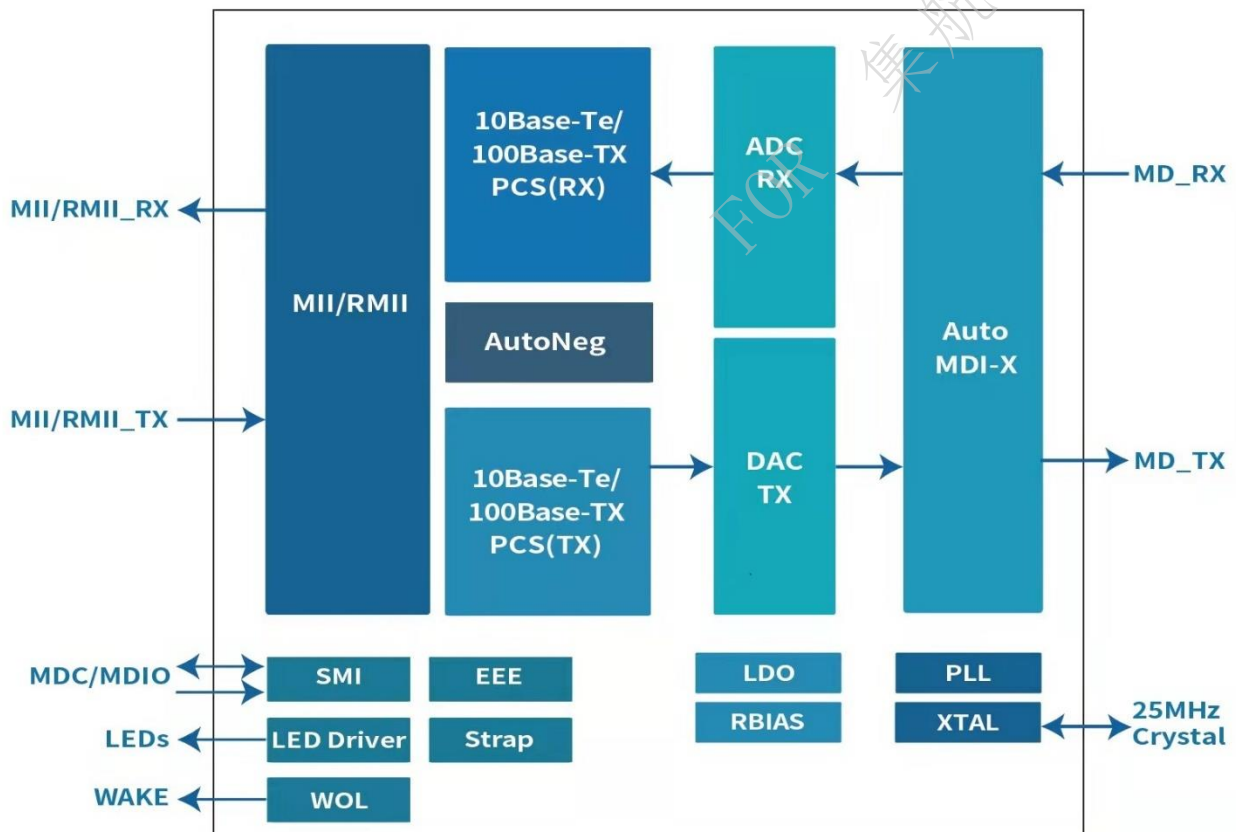 10Base-Te/
100Base-TX
PCS(RX)
ADC
RX
MD_RX
MII/RMII_RX
MII/RMII
AutoNeg
Auto
MDI-X
MII/RMII_TX
10Base-Te/
100Base-TX
PCS(TX)
DAC
TX
MD_TX
MDC/MDIO
SMI
EEE
LDO
PLL
LEDs
LED Driver
Strap
RBIAS
XTAL
25MHz
Crystal
WAKE
WOL
FOR 集航